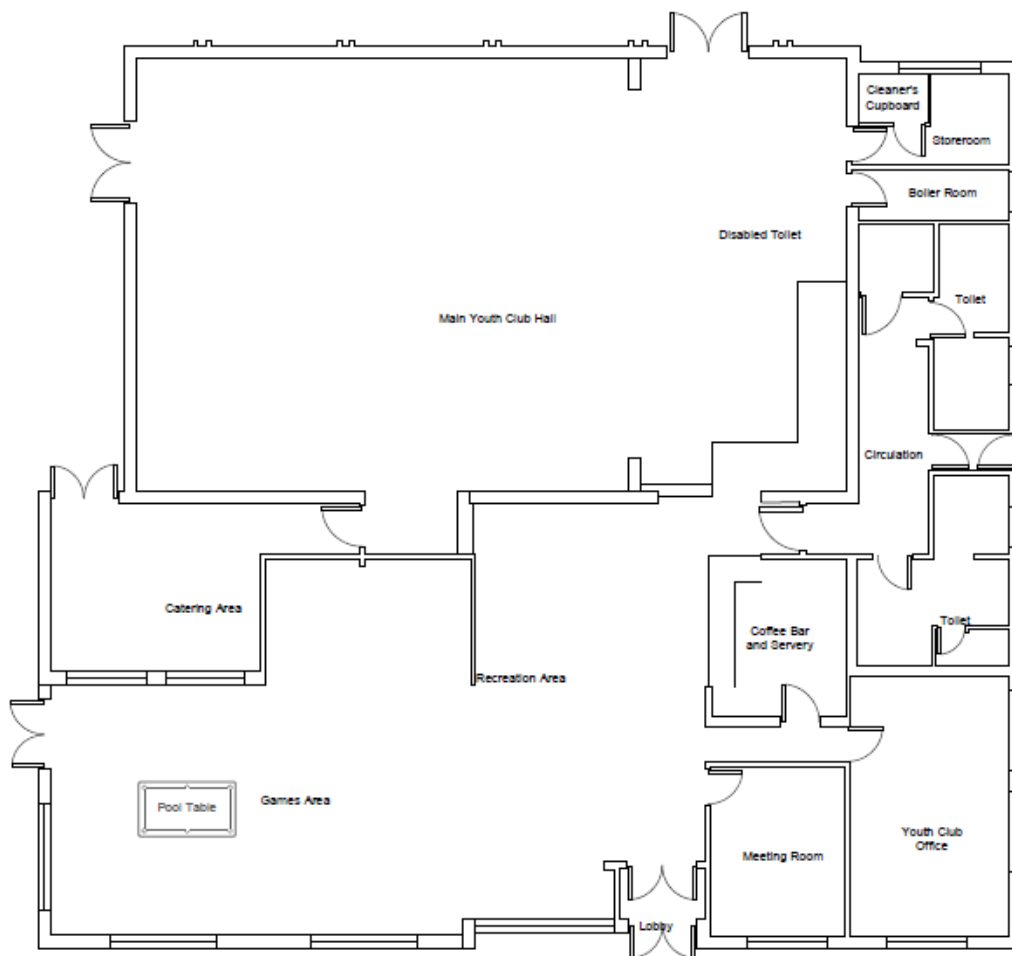 Cleaner's
Cupboard
Storeroom
Boiler Room
Disabled Toilet
Toilet
Main Youth Club Hall
Circulation
Catering Area
Coffee Bar
and Servery
Toilet
Recreation Area
Pool Table
Games Area
Meeting Room
Youth Club
Office
Lobby